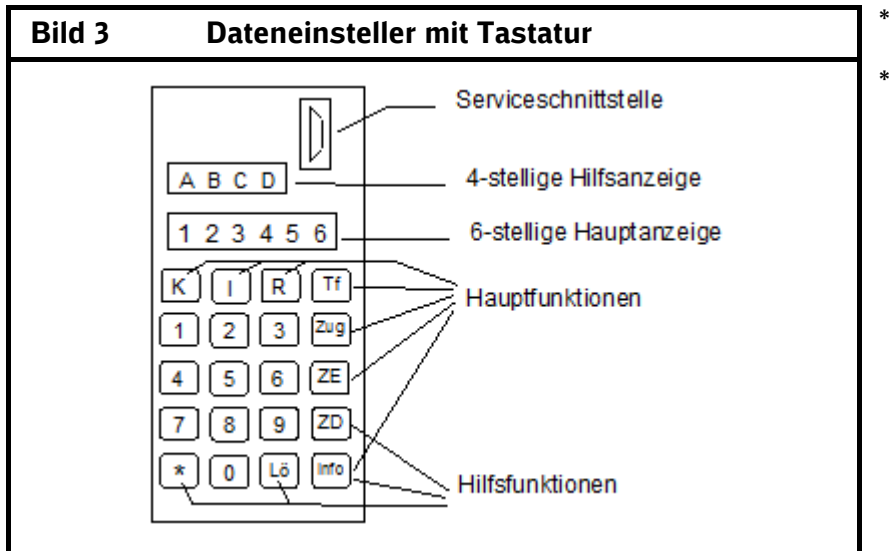 Bild 3 Dateneinsteller mit Tastatur
*
*
Serviceschnittstelle
A B C D
4-stellige Hilfsanzeige
1 2 3 4 5 6
6-stellige Hauptanzeige
K I R Tf
Hauptfunktionen
1 2 3 Zug
4 5 6 ZE
7 8 9 ZD
* 0 Lö Info
Hilfsfunktionen